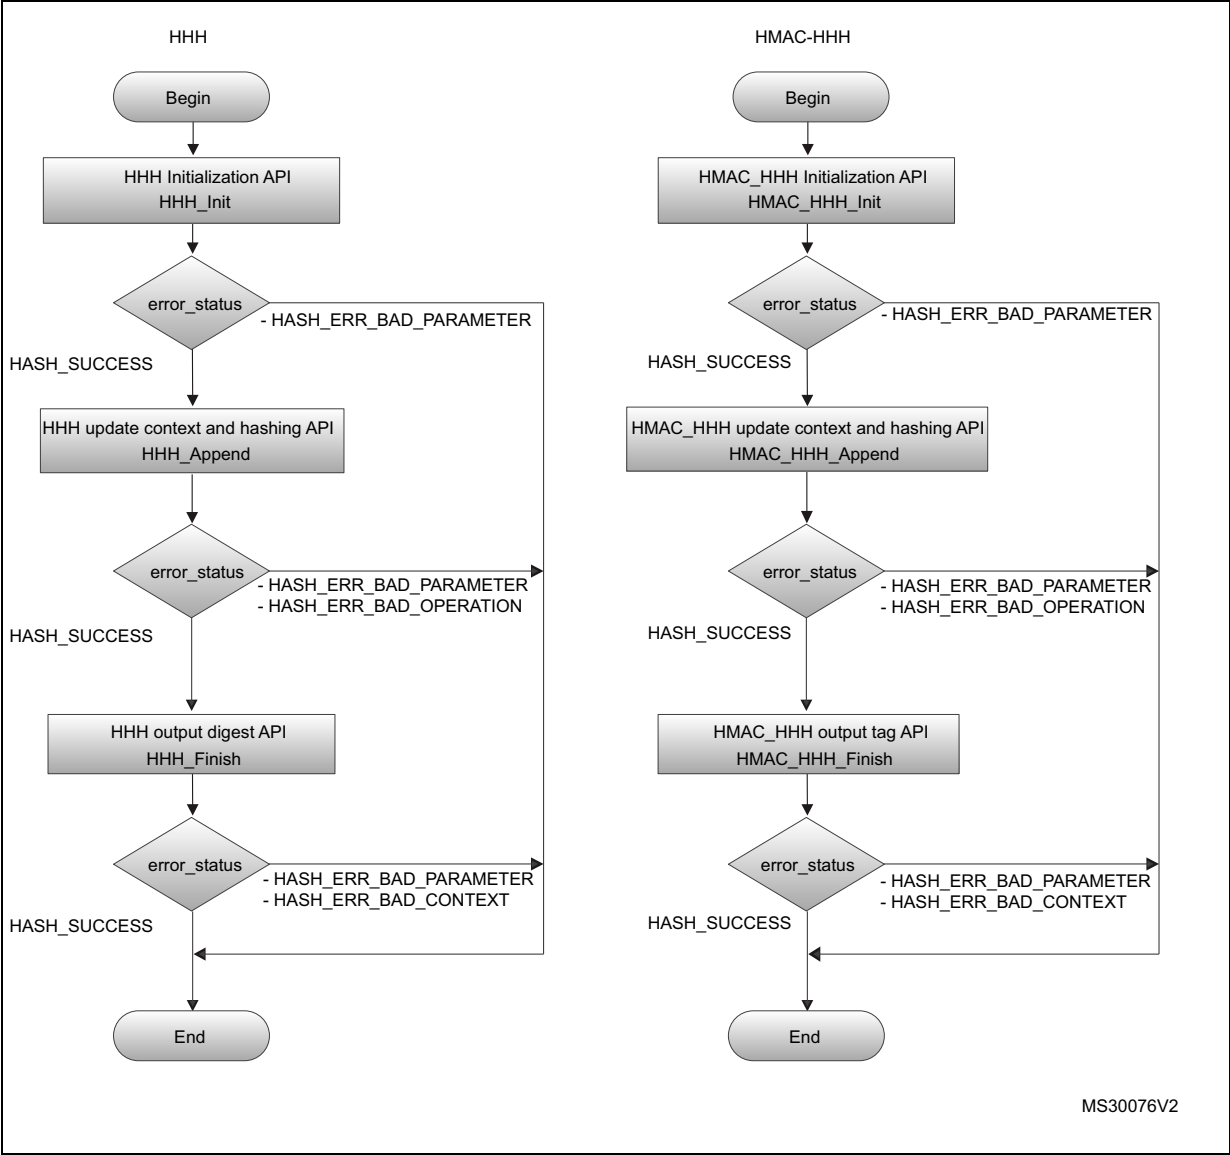 HHH
Begin
HHH Initialization API
HHH_Init
error_status
- HASH_ERR_BAD_PARAMETER
HASH_SUCCESS
HHH update context and hashing API
HHH_Append
error_status
- HASH_ERR_BAD_PARAMETER
- HASH_ERR_BAD_OPERATION
HASH_SUCCESS
HHH output digest API
HHH_Finish
error_status
- HASH_ERR_BAD_PARAMETER
- HASH_ERR_BAD_CONTEXT
HASH_SUCCESS
End
HMAC-HHH
Begin
HMAC_HHH Initialization API
HMAC_HHH_Init
error_status
- HASH_ERR_BAD_PARAMETER
HASH_SUCCESS
HMAC_HHH update context and hashing API
HMAC_HHH_Append
error_status
- HASH_ERR_BAD_PARAMETER
- HASH_ERR_BAD_OPERATION
HASH_SUCCESS
HMAC_HHH output tag API
HMAC_HHH_Finish
error_status
- HASH_ERR_BAD_PARAMETER
- HASH_ERR_BAD_CONTEXT
HASH_SUCCESS
End
MS30076V2